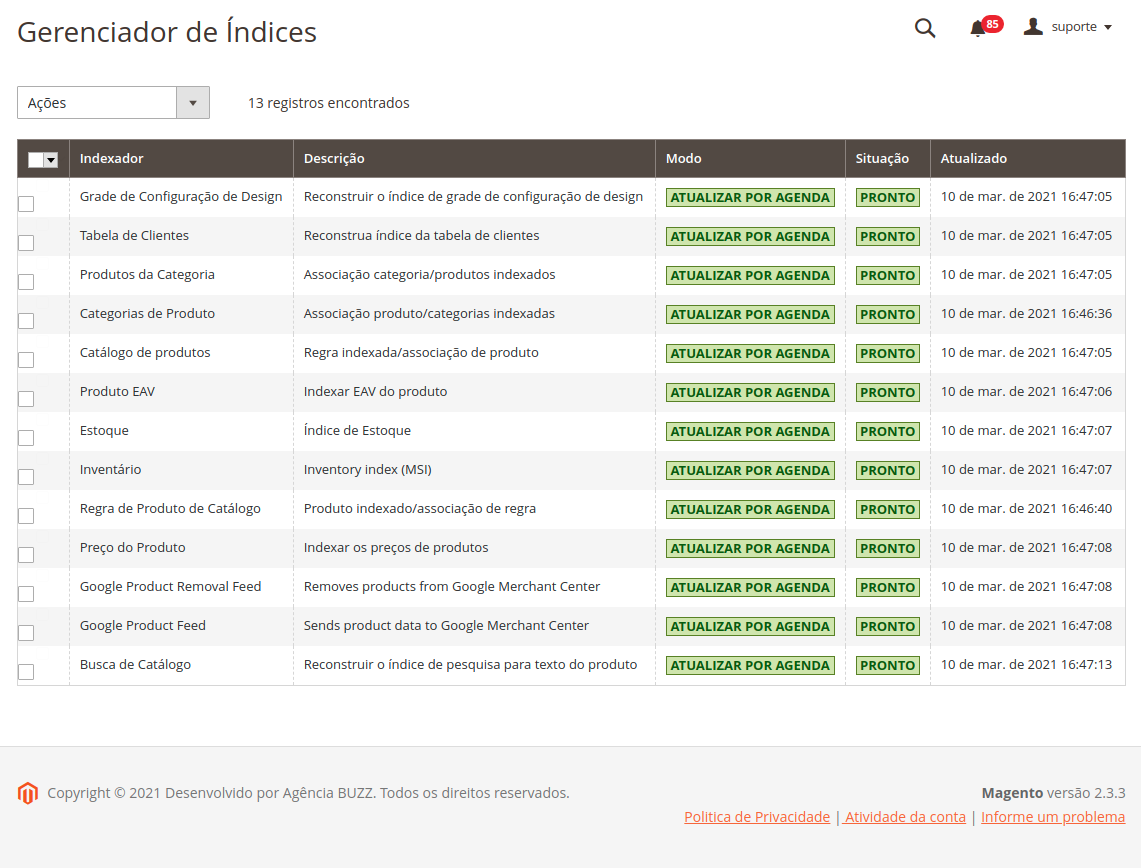 Gerenciador de Índices
85
suporte
Ações
13 registros encontrados
Indexador Descrição Modo Situação Atualizado
Grade de Configuração de Design Reconstruir o índice de grade de configuração de design ATUALIZAR POR AGENDA PRONTO 10 de mar. de 2021 16:47:05
Tabela de Clientes Reconstrua índice da tabela de clientes ATUALIZAR POR AGENDA PRONTO 10 de mar. de 2021 16:47:05
Produtos da Categoria Associação categoria/produtos indexados ATUALIZAR POR AGENDA PRONTO 10 de mar. de 2021 16:47:05
Categorias de Produto Associação produto/categorias indexadas ATUALIZAR POR AGENDA PRONTO 10 de mar. de 2021 16:46:36
Catálogo de produtos Regra indexada/associação de produto ATUALIZAR POR AGENDA PRONTO 10 de mar. de 2021 16:47:05
Produto EAV Indexar EAV do produto ATUALIZAR POR AGENDA PRONTO 10 de mar. de 2021 16:47:06
Estoque Índice de Estoque ATUALIZAR POR AGENDA PRONTO 10 de mar. de 2021 16:47:07
Inventário Inventory index (MSI) ATUALIZAR POR AGENDA PRONTO 10 de mar. de 2021 16:47:07
Regra de Produto de Catálogo Produto indexado/associação de regra ATUALIZAR POR AGENDA PRONTO 10 de mar. de 2021 16:46:40
Preço do Produto Indexar os preços de produtos ATUALIZAR POR AGENDA PRONTO 10 de mar. de 2021 16:47:08
Google Product Removal Feed Removes products from Google Merchant Center ATUALIZAR POR AGENDA PRONTO 10 de mar. de 2021 16:47:08
Google Product Feed Sends product data to Google Merchant Center ATUALIZAR POR AGENDA PRONTO 10 de mar. de 2021 16:47:08
Busca de Catálogo Reconstruir o índice de pesquisa para texto do produto ATUALIZAR POR AGENDA PRONTO 10 de mar. de 2021 16:47:13
Copyright © 2021 Desenvolvido por Agência BUZZ. Todos os direitos reservados.
Magento versão 2.3.3
Politica de Privacidade | Atividade da conta | Informe um problema